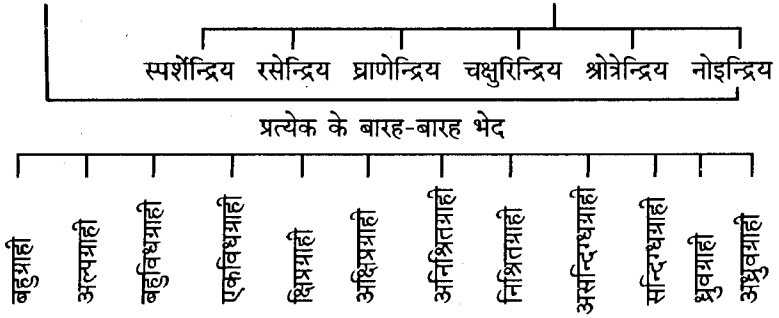 स्पर्शेन्द्रिय रसेन्द्रिय घ्राणेन्द्रिय चक्षुरिन्द्रिय श्रोत्रेन्द्रिय नोइन्द्रिय
प्रत्येक के बारह-बारह भेद
बहुग्राही
अल्पग्राही
बहुविधग्राही
एकविधग्राही
क्षिप्रग्राही
अक्षिप्रग्राही
अनिश्रितग्राही
निश्रितग्राही
असन्दिग्धग्राही
सन्दिग्धग्राही
ध्रुवग्राही
अध्रुवग्राही